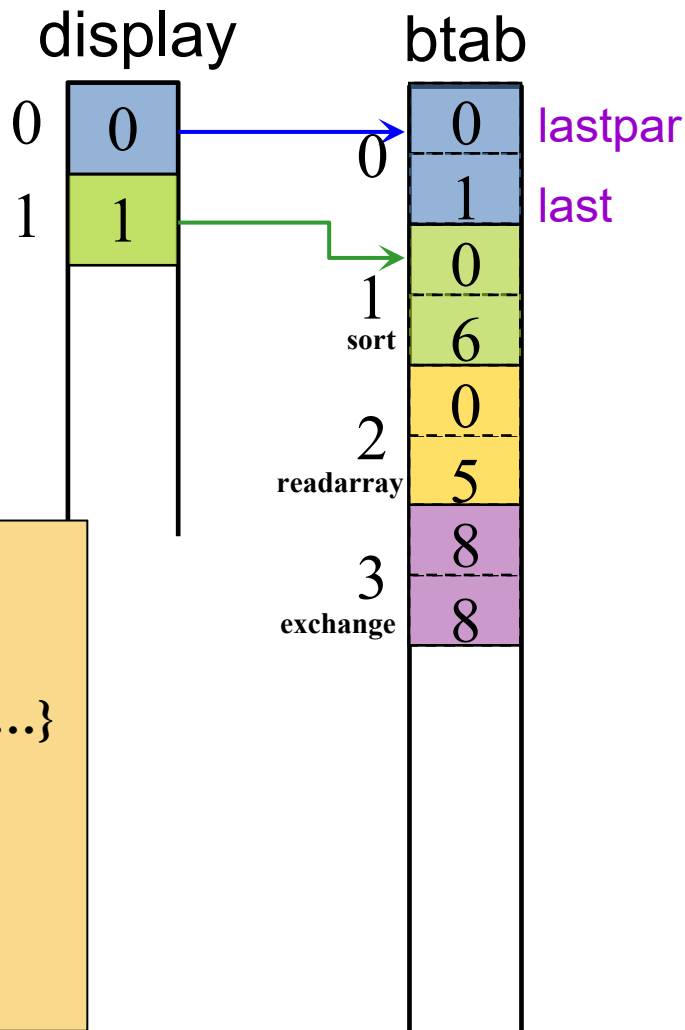 display btab
0 0 0 lastpar
0
1 1 1 last
0
1
sort 6
0
2
readarray 5
8
3
exchange 8
...}